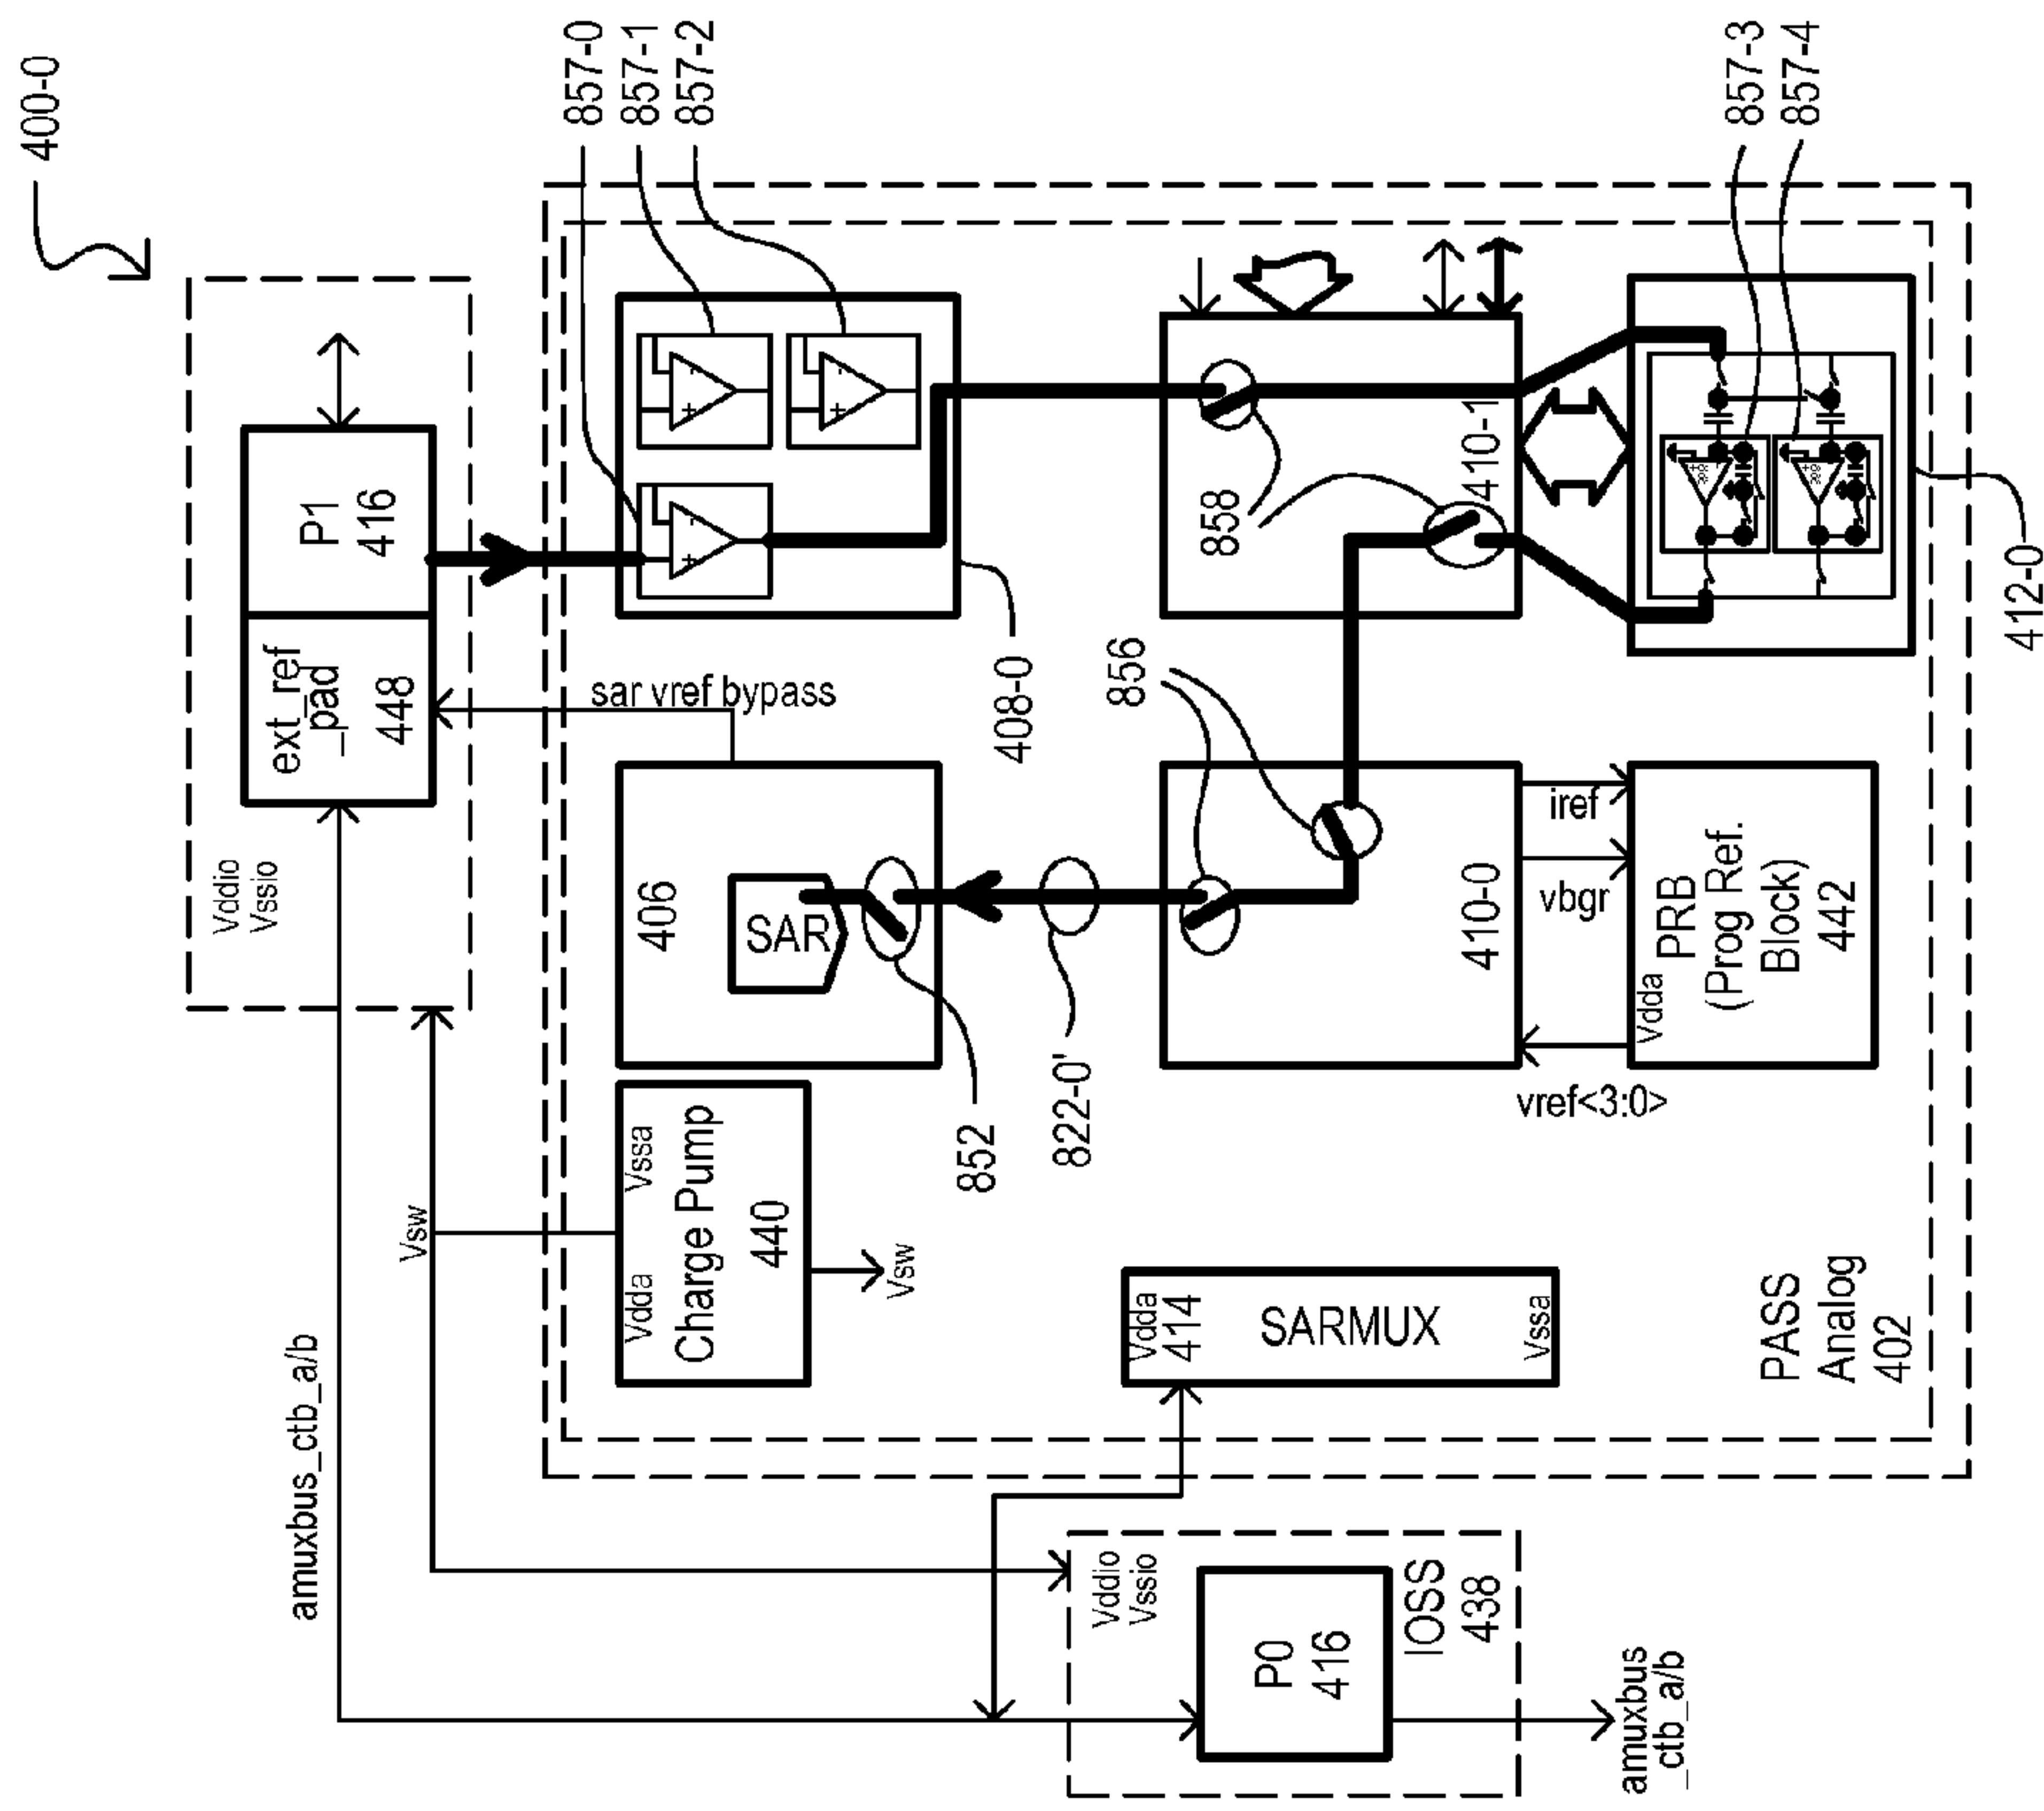 400-0
857-0
857-1
857-2
857-3
857-4
P1
416
ext_ref
_pad
448
Vddio
Vssio
sar vref bypass
408-0
858
410-1
412-0
856
406
SAR
852
822-0'
410-0
iref
vbgr
Vdda
PRB
(Prog Ref.
Block)
442
vref<3:0>
Vdda
Vssa
Charge Pump
440
Vsw
Vsw
amuxbus_ctb_a/b
Vdda
414
SARMUX
Vssa
PASS
Analog
402
Vddio
Vssio
P0
416
IOSS
438
amuxbus
_ctb_a/b